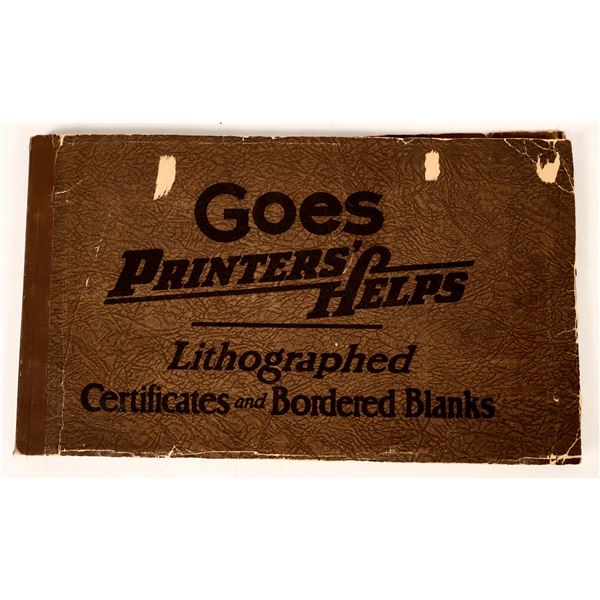 Goes
Printers'
Helps
Lithographed
Certificates and Bordered Blanks